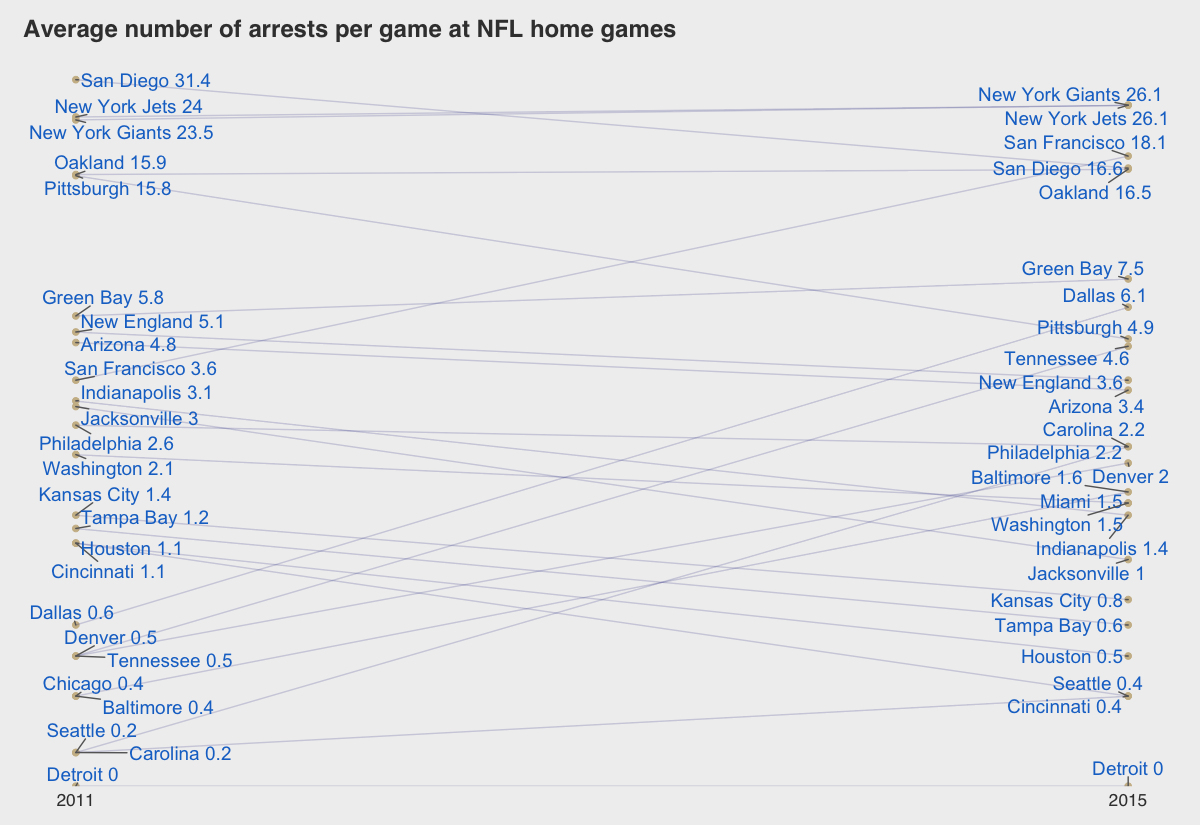 Average number of arrests per game at NFL home games
San Diego 31.4
New York Jets 24
New York Giants 23.5
Oakland 15.9
Pittsburgh 15.8
Green Bay 5.8
New England 5.1
Arizona 4.8
San Francisco 3.6
Indianapolis 3.1
Jacksonville 3
Philadelphia 2.6
Washington 2.1
Kansas City 1.4
Tampa Bay 1.2
Houston 1.1
Cincinnati 1.1
Dallas 0.6
Denver 0.5
Tennessee 0.5
Chicago 0.4
Baltimore 0.4
Seattle 0.2
Carolina 0.2
Detroit 0
2011
New York Giants 26.1
New York Jets 26.1
San Francisco 18.1
San Diego 16.6
Oakland 16.5
Green Bay 7.5
Dallas 6.1
Pittsburgh 4.9
Tennessee 4.6
New England 3.6
Arizona 3.4
Carolina 2.2
Philadelphia 2.2
Baltimore 1.6 Denver 2
Miami 1.5
Washington 1.5
Indianapolis 1.4
Jacksonville 1
Kansas City 0.8
Tampa Bay 0.6
Houston 0.5
Seattle 0.4
Cincinnati 0.4
Detroit 0
2015